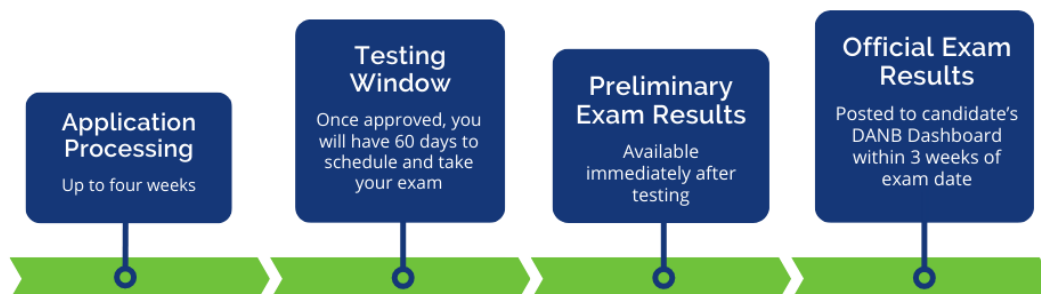 Application
Processing
Up to four weeks
Testing
Window
Once approved, you
will have 60 days to
schedule and take
your exam
Preliminary
Exam Results
Available
immediately after
testing
Official Exam
Results
Posted to candidate's
DANB Dashboard
within 3 weeks of
exam date